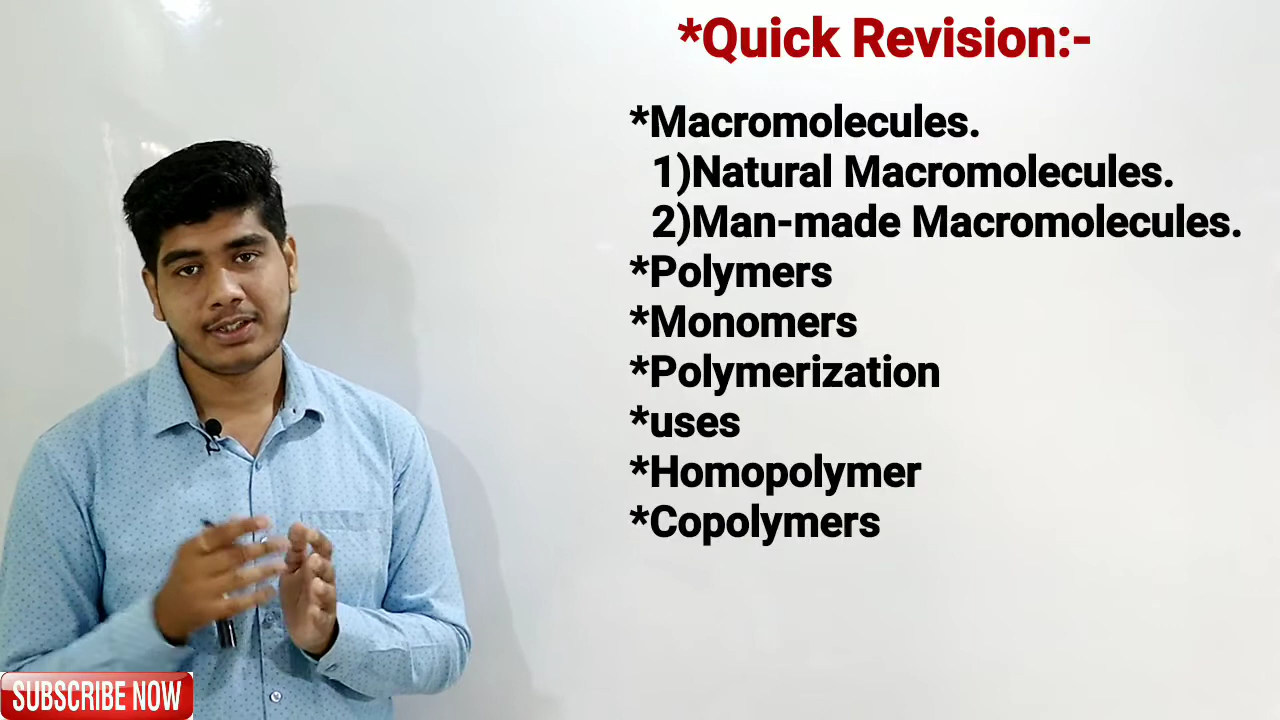 *Quick Revision:-
*Macromolecules.
1)Natural Macromolecules.
2)Man-made Macromolecules.
*Polymers
*Monomers
*Polymerization
*uses
*Homopolymer
*Copolymers
SUBSCRIBE NOW